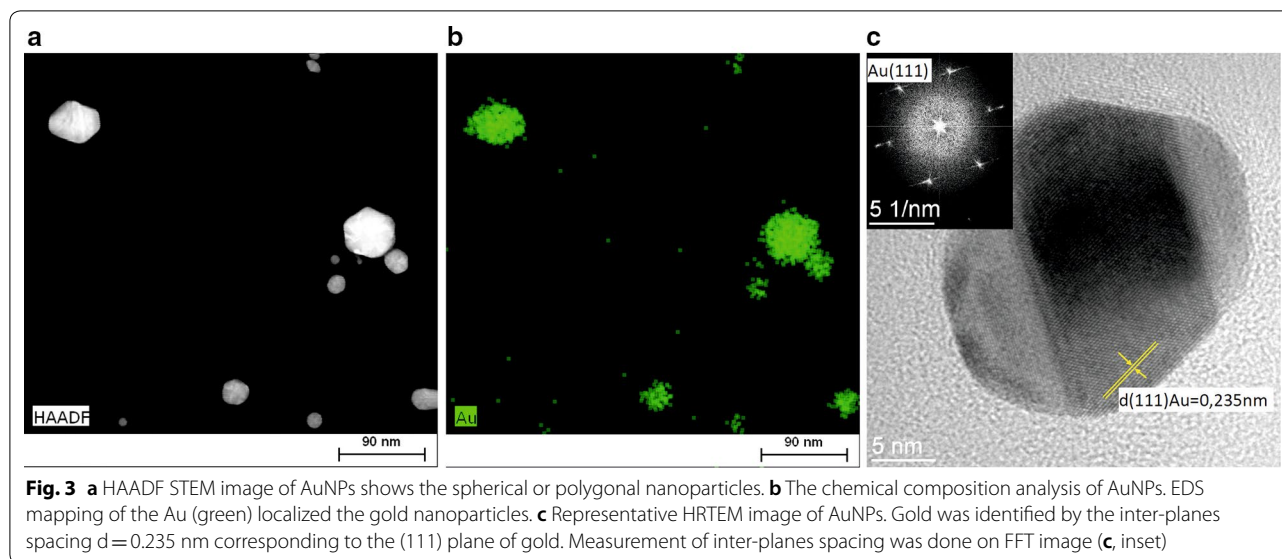 a
b
c
HAADF
90 nm
Au
90 nm
Au(111)
5 1/nm
d(111)Au=0,235nm
5 nm
Fig. 3 a HAADF STEM image of AuNPs shows the spherical or polygonal nanoparticles. b The chemical composition analysis of AuNPs. EDS
mapping of the Au (green) localized the gold nanoparticles. c Representative HRTEM image of AuNPs. Gold was identified by the inter-planes
spacing d = 0.235 nm corresponding to the (111) plane of gold. Measurement of inter-planes spacing was done on FFT image (c, inset)